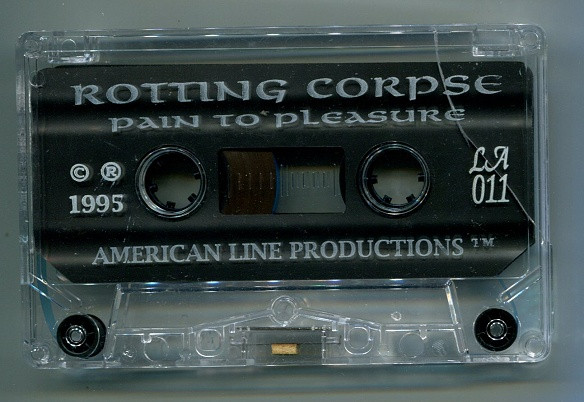 ROTTING CORPSE
PAIN TO PLEASURE
© ®
1995
LA
011
AMERICAN LINE PRODUCTIONS ™